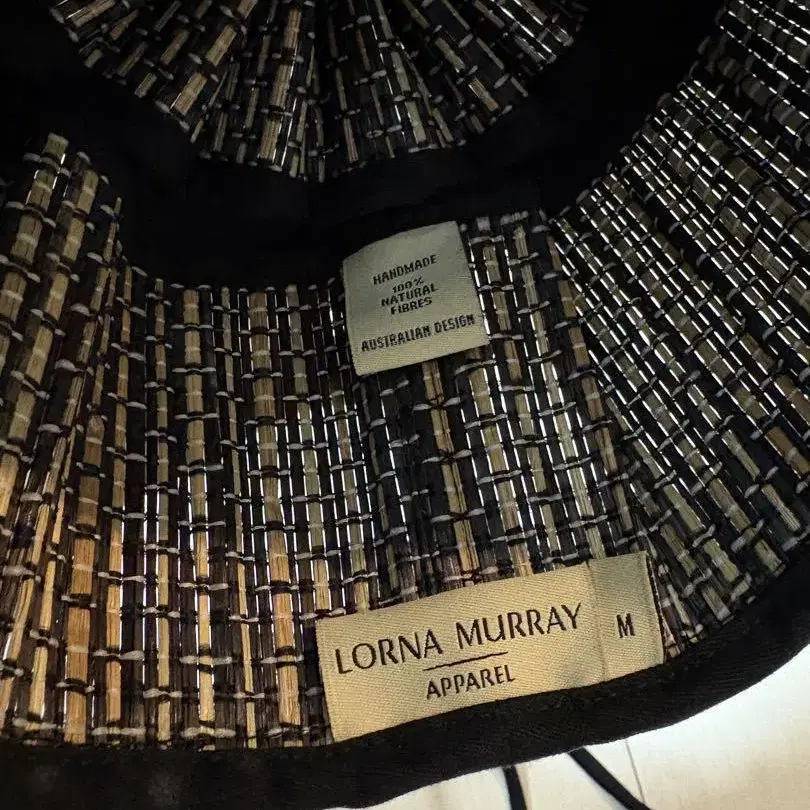 HANDMADE
100%
NATURAL
FIBRES
AUSTRALIAN DESIGN
LORNA MURRAY
APPAREL
M